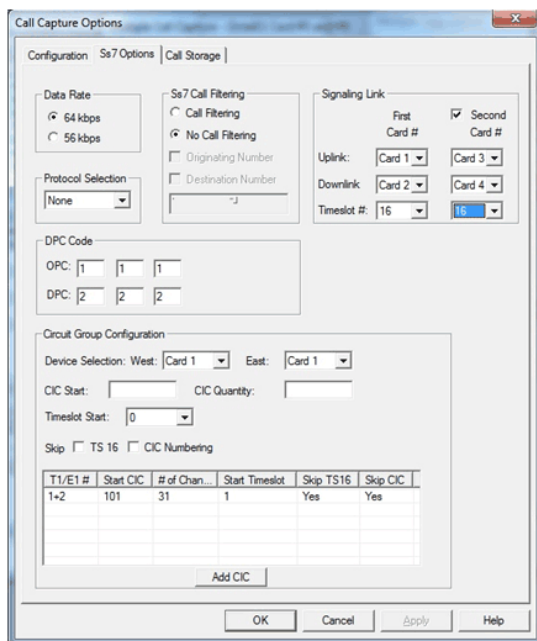 Call Capture Options
Configuration Ss7 Options Call Storage
Data Rate
64 kbps
56 kbps
Protocol Selection
None
Ss7 Call Filtering
Call Filtering
No Call Filtering
Originating Number
Destination Number
Signaling Link
First Second
Card # Card #
Uplink: Card 1 Card 3
Downlink Card 2 Card 4
Timeslot #: 16 16
DPC Code
OPC: 1 1 1
DPC: 2 2 2
Circuit Group Configuration
Device Selection: West: Card 1 East: Card 1
CIC Start: CIC Quantity:
Timeslot Start: 0
Skip TS 16 CIC Numbering
T1/E1 # Start CIC # of Chan... Start Timeslot Skip TS16 Skip CIC
1+2 101 31 1 Yes Yes
Add CIC
OK Cancel Apply Help